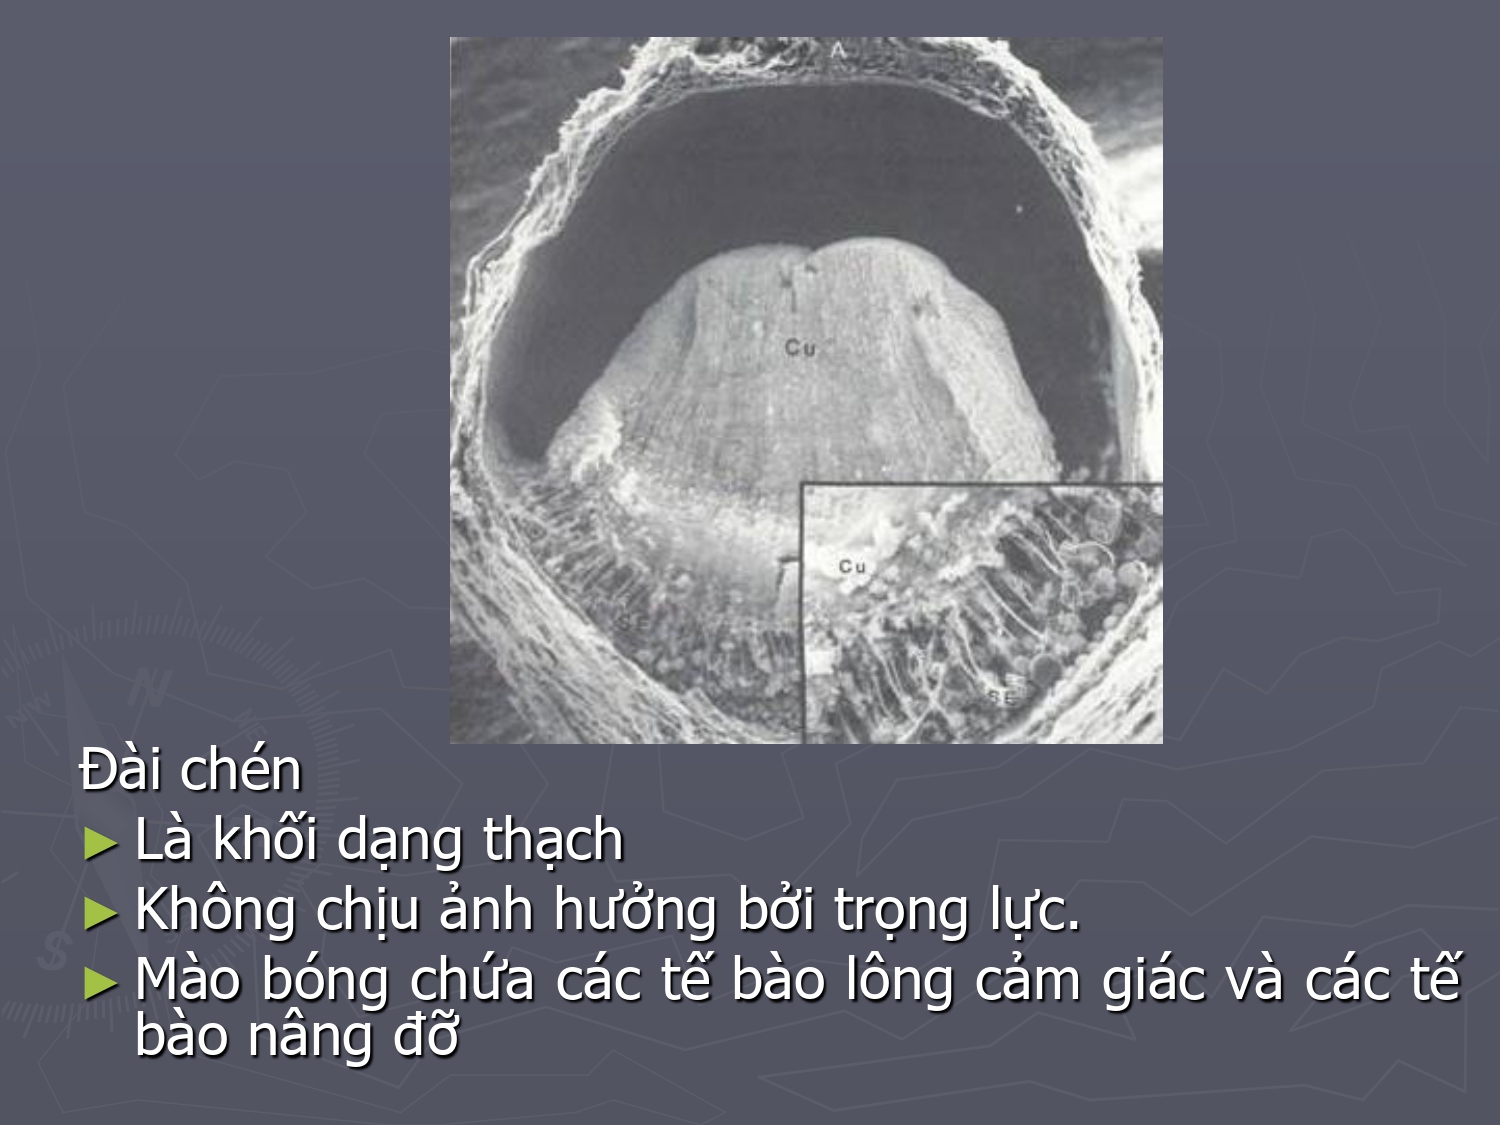 A
Cu
Cu
SE
SE
Đài chén
► Là khối dạng thạch
► Không chịu ảnh hưởng bởi trọng lực.
► Mào bóng chứa các tế bào lông cảm giác và các tế
bào nâng đỡ
N
NW
S